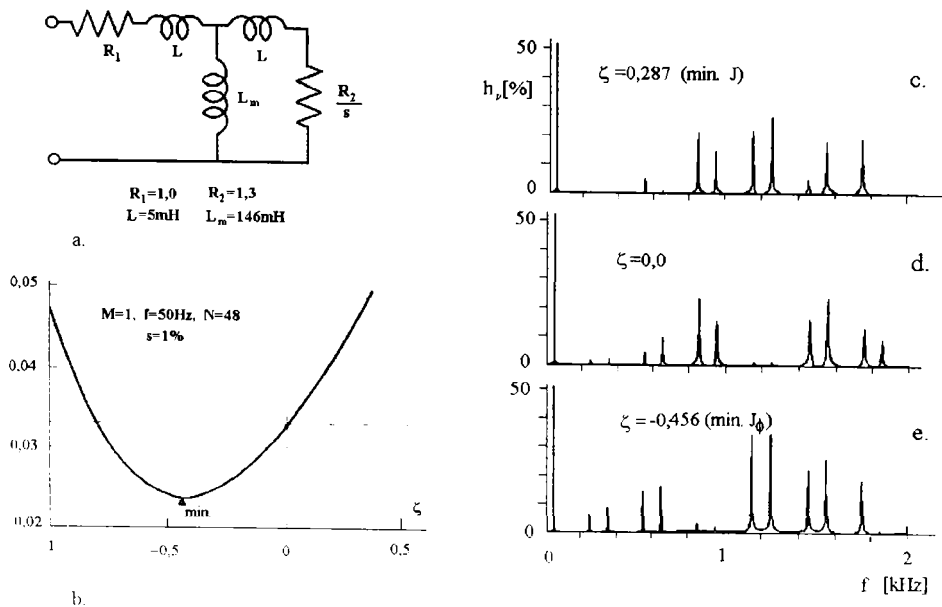 R₁
L
L
Lₘ
R₂
s
R₁=1,0 R₂=1,3
L=5mH Lₘ=146mH
a.
0,05
0.04
0,03
0,02
M=1, f=50Hz, N=48
s=1%
min
ζ
1
−0,5
0
0,5
b.
50
hᵥ[%]
0
ζ=0,287 (min. J)
c.
50
0
ζ=0,0
d.
50
0
ζ=-0,456 (min. J_ϕ)
e.
0
1
2
f [kHz]